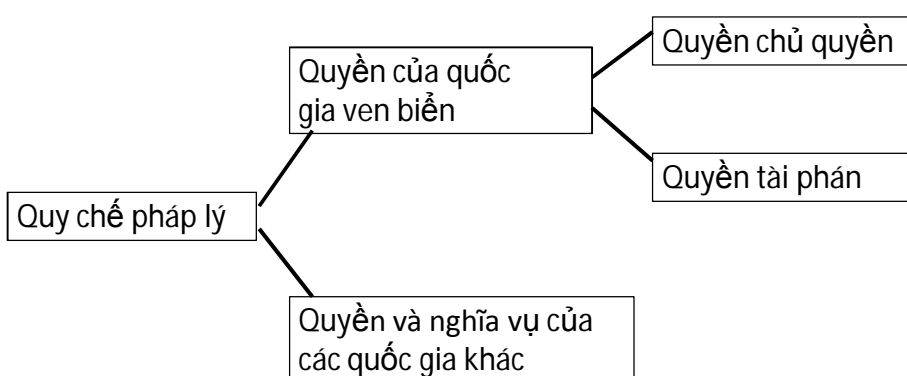 Quyền chủ quyền
Quyền của quốc
gia ven biển
Quyền tài phán
Quy chế pháp lý
Quyền và nghĩa vụ của
các quốc gia khác